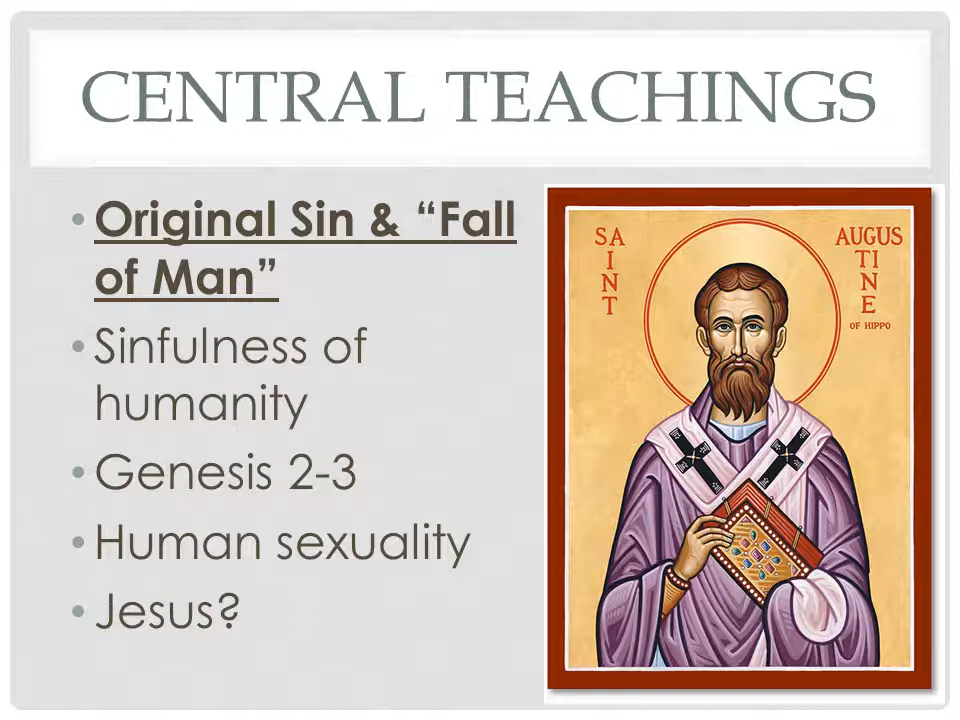 CENTRAL TEACHINGS
• Original Sin & “Fall
of Man”
• Sinfulness of
humanity
• Genesis 2-3
• Human sexuality
• Jesus?
SA
I
N
T
AUGUS
TI
N
E
OF HIPPO